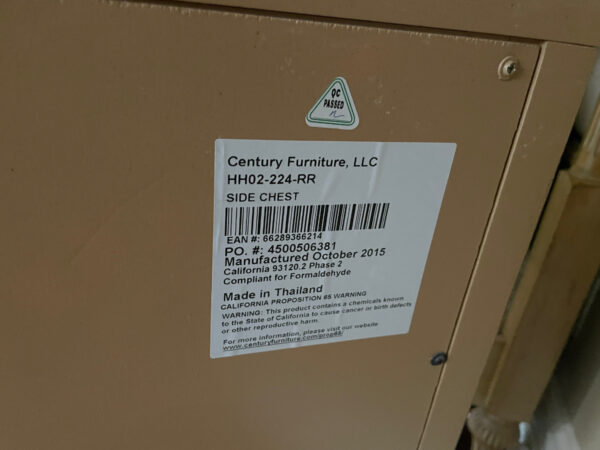 QC
PASSED
Century Furniture, LLC
HH02-224-RR
SIDE CHEST
EAN #: 66289366214
PO. #: 4500506381
Manufactured October 2015
California 93120.2 Phase 2
Compliant for Formaldehyde
Made in Thailand
CALIFORNIA PROPOSITION 65 WARNING
WARNING: This product contains a chemicals known
to the State of California to cause cancer or birth defects
or other reproductive harm.
For more information, please visit our website
www.centuryfurniture.com/prop65/